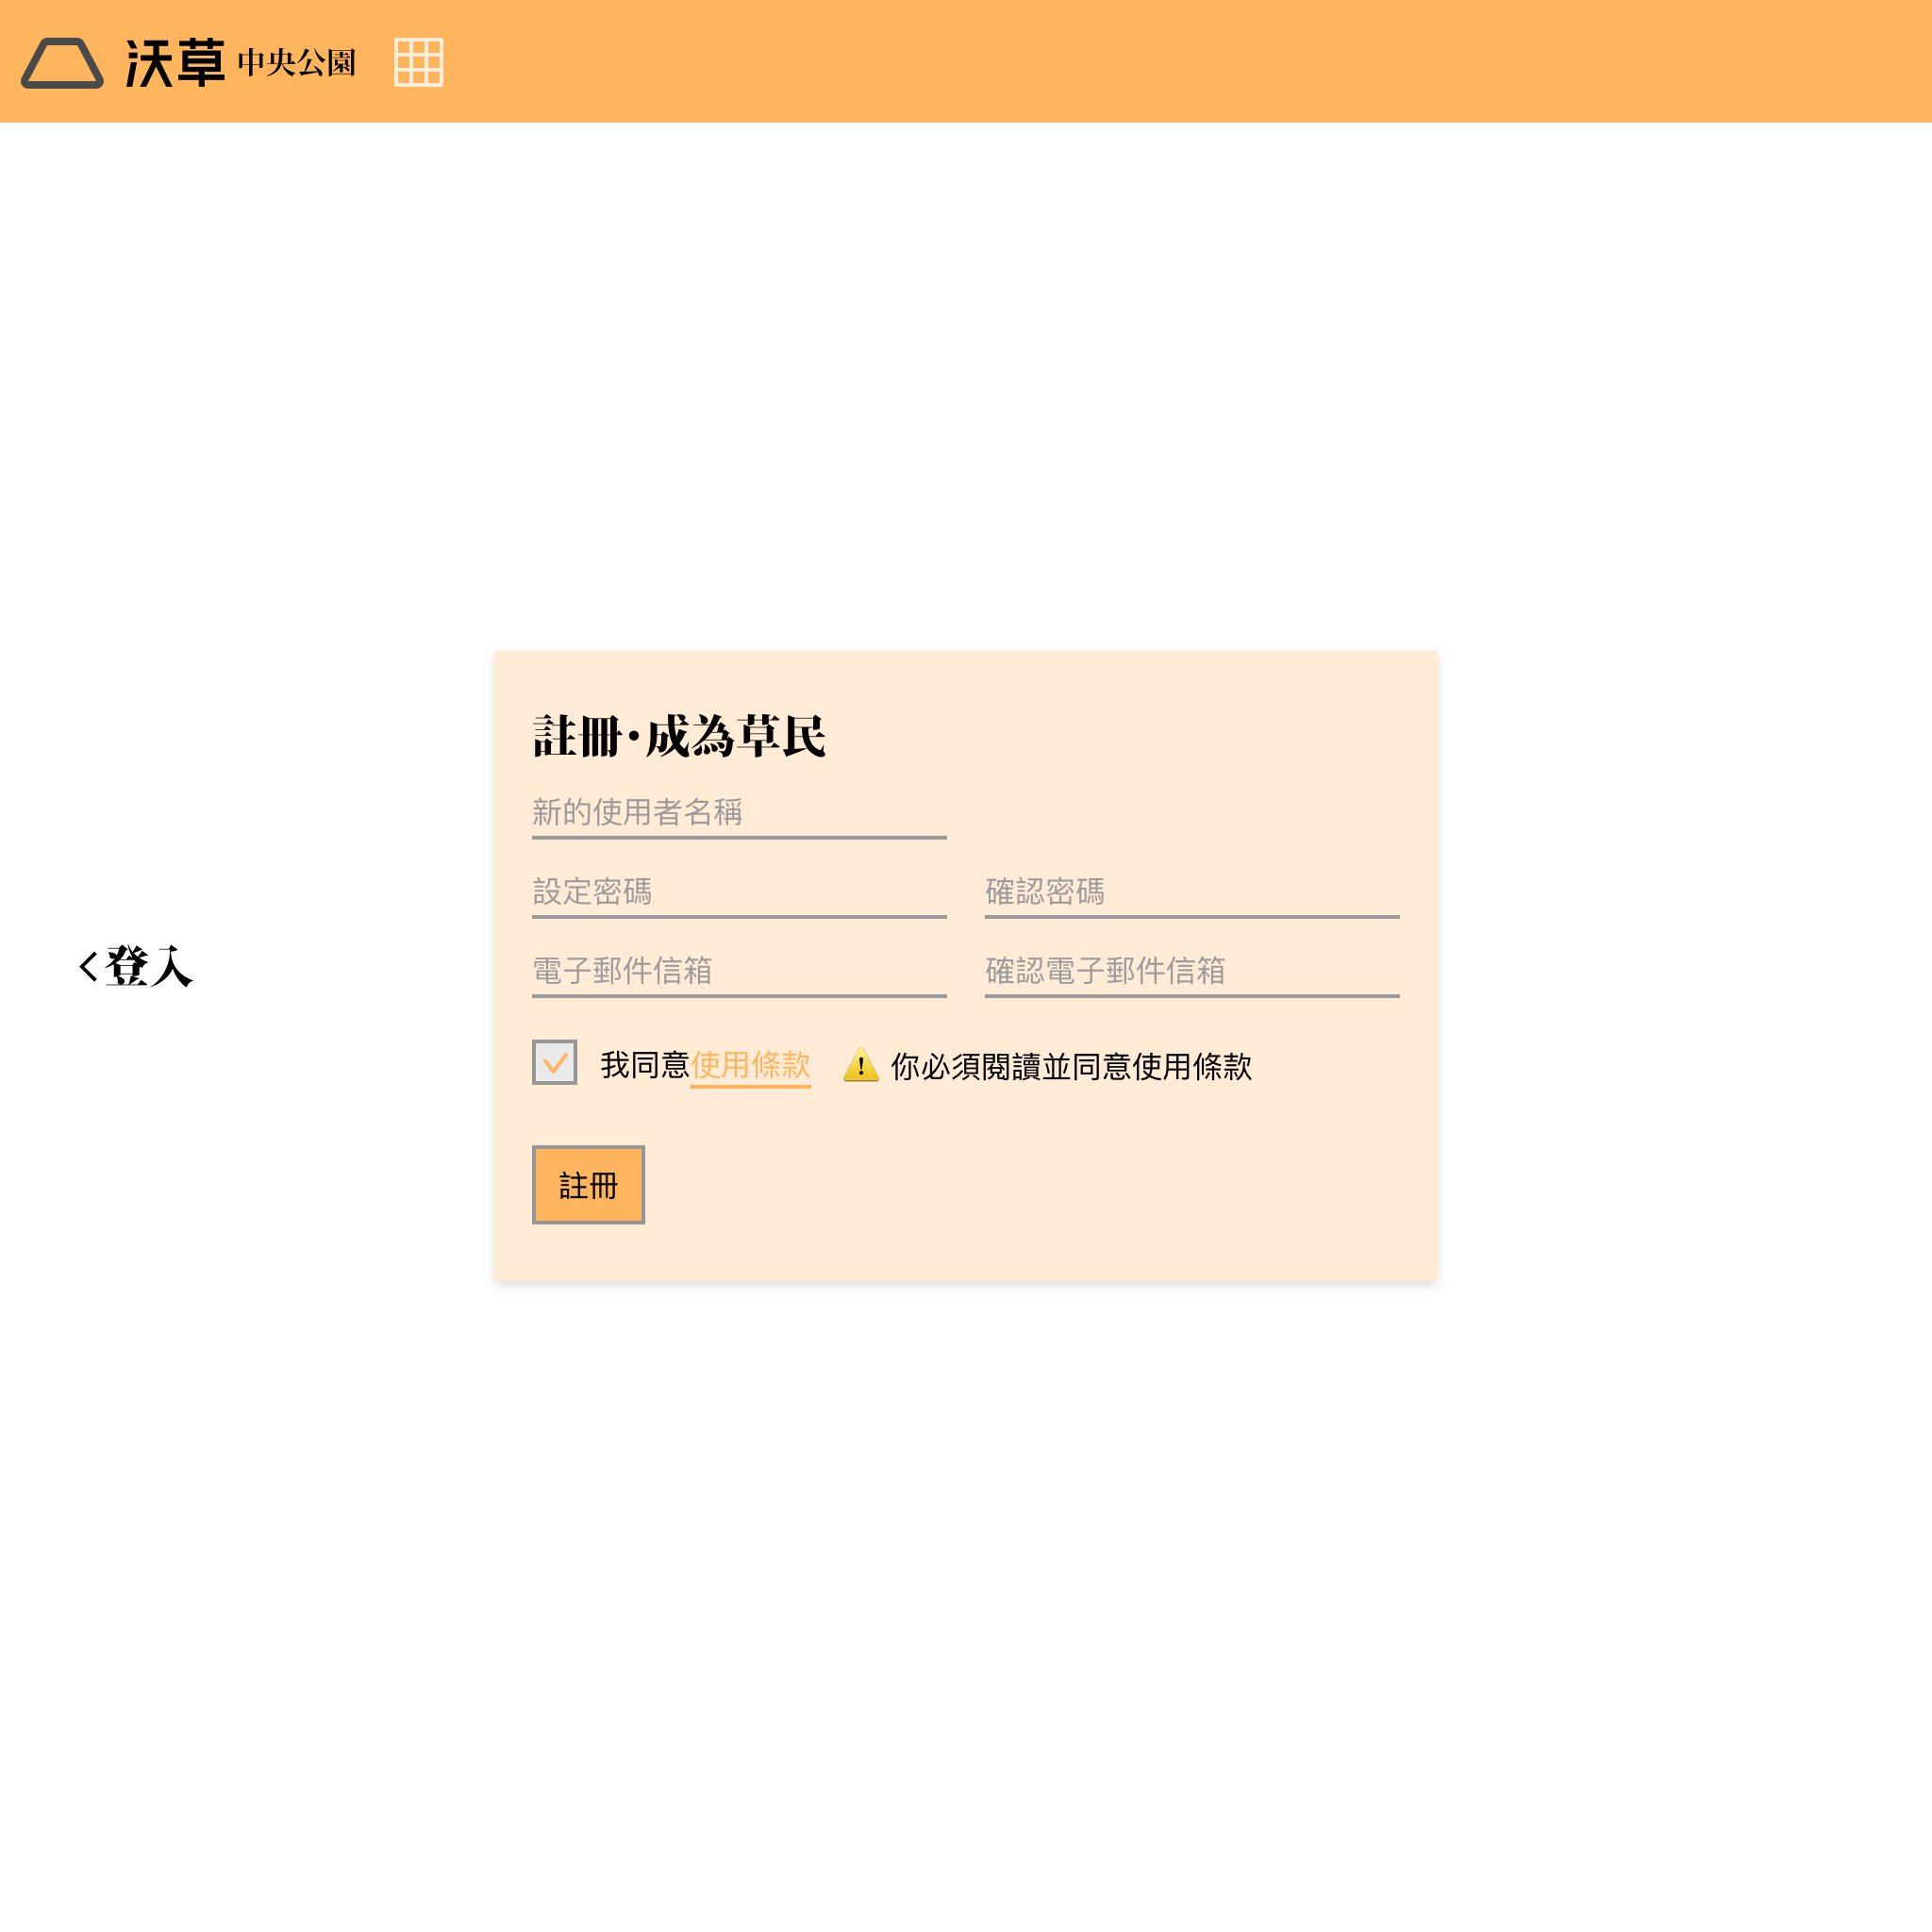 沃草 中央公園
註冊·成為草民
新的使用者名稱
設定密碼 確認密碼
登入
電子郵件信箱 確認電子郵件信箱
我同意使用條款 你必須閱讀並同意使用條款
註冊